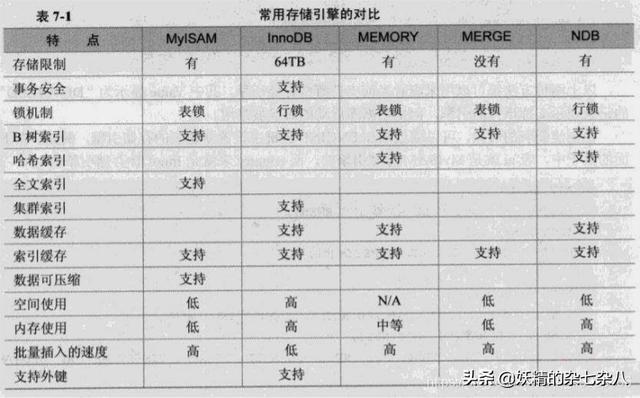 表 7-1 常用存储引擎的对比
特 点 MyISAM InnoDB MEMORY MERGE NDB
存储限制 有 64TB 有 没有 有
事务安全 支持
锁机制 表锁 行锁 表锁 表锁 行锁
B 树索引 支持 支持 支持 支持 支持
哈希索引 支持 支持
全文索引 支持
集群索引 支持
数据缓存 支持 支持 支持
索引缓存 支持 支持 支持 支持 支持
数据可压缩 支持
空间使用 低 高 N/A 低 低
内存使用 低 高 中等 低 高
批量插入的速度 高 低 高 高 高
支持外键 支持
头条 @妖精的杂七杂八